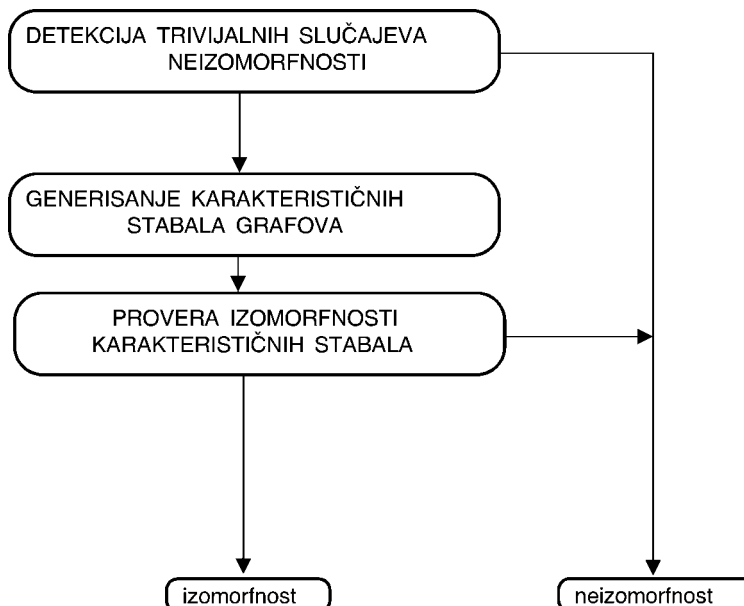 DETEKCIJA TRIVIJALNIH SLUČAJEVA
NEIZOMORFNOSTI
GENERISANJE KARAKTERISTIČNIH
STABALA GRAFOVA
PROVERA IZOMORFNOSTI
KARAKTERISTIČNIH STABALA
izomorfnost
neizomorfnost